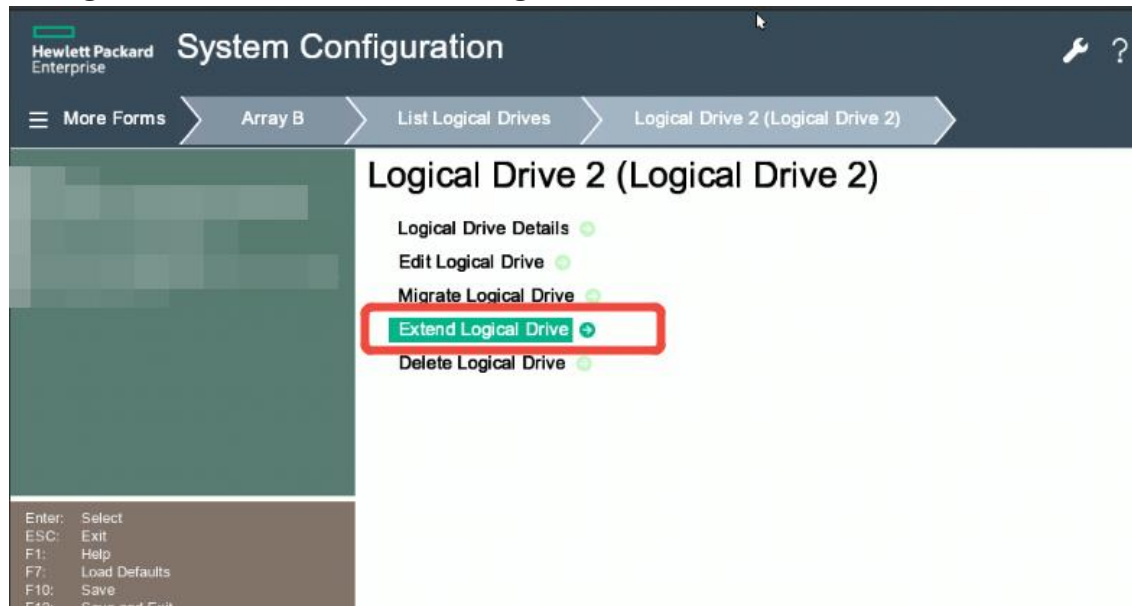 Hewlett Packard
Enterprise
System Configuration
?
More Forms
Array B
List Logical Drives
Logical Drive 2 (Logical Drive 2)
Logical Drive 2 (Logical Drive 2)
Logical Drive Details
Edit Logical Drive
Migrate Logical Drive
Extend Logical Drive
Delete Logical Drive
Enter: Select
ESC: Exit
F1: Help
F7: Load Defaults
F10: Save